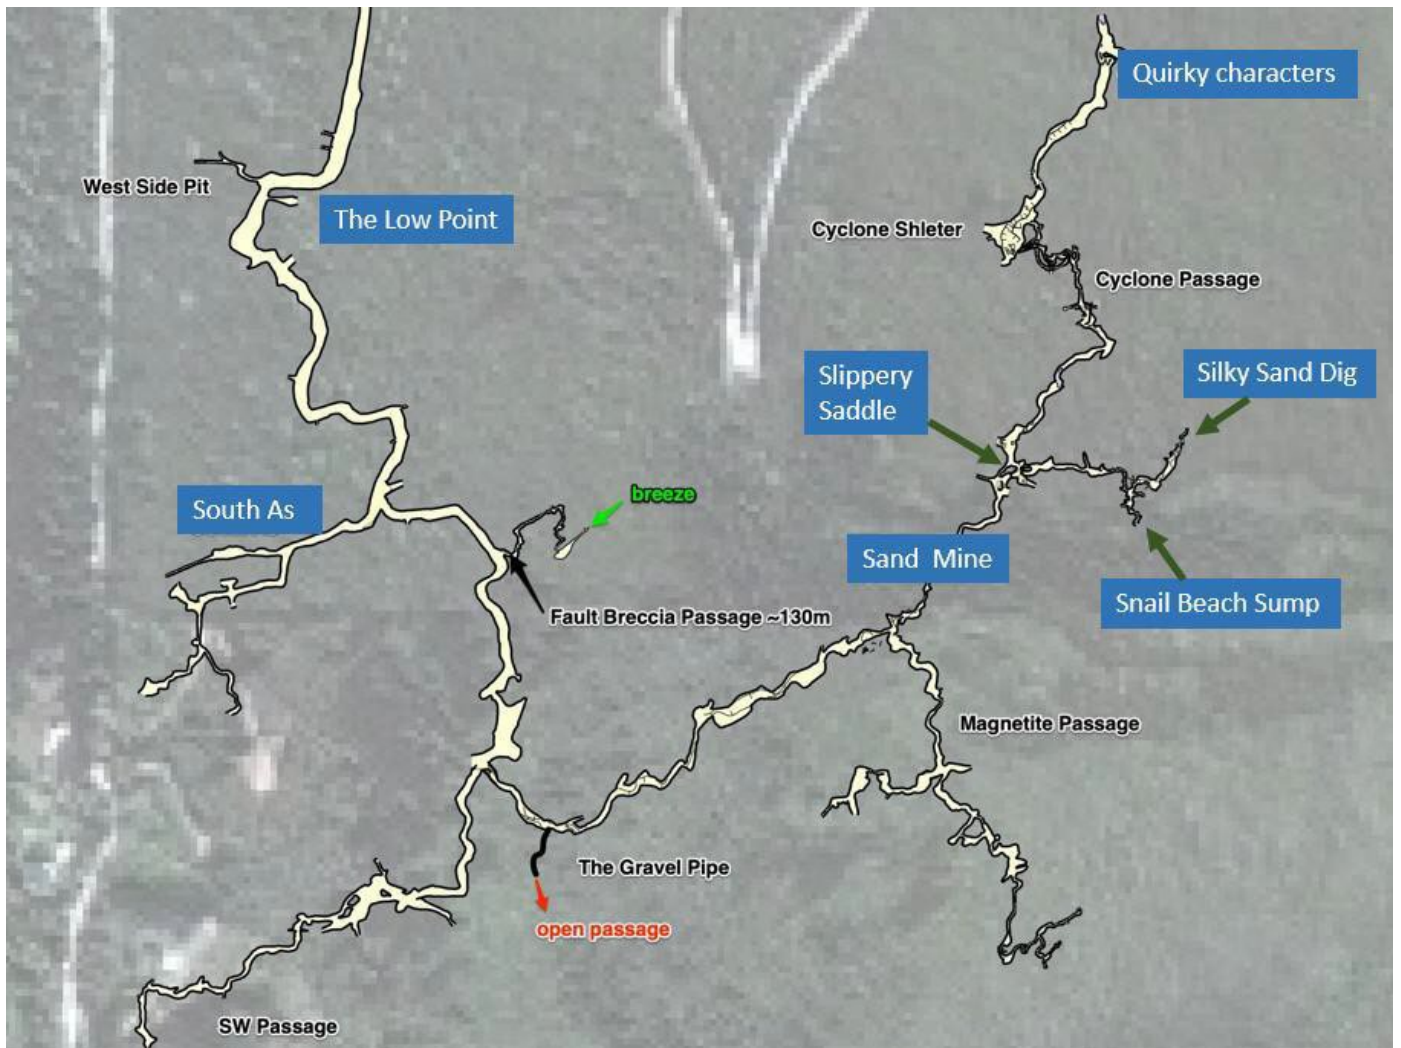 Quirky characters
West Side Pit
The Low Point
Cyclone Shleter
Cyclone Passage
Slippery
Saddle
Silky Sand Dig
South As
breeze
Sand Mine
Snail Beach Sump
Fault Breccia Passage ~130m
Magnetite Passage
The Gravel Pipe
open passage
SW Passage